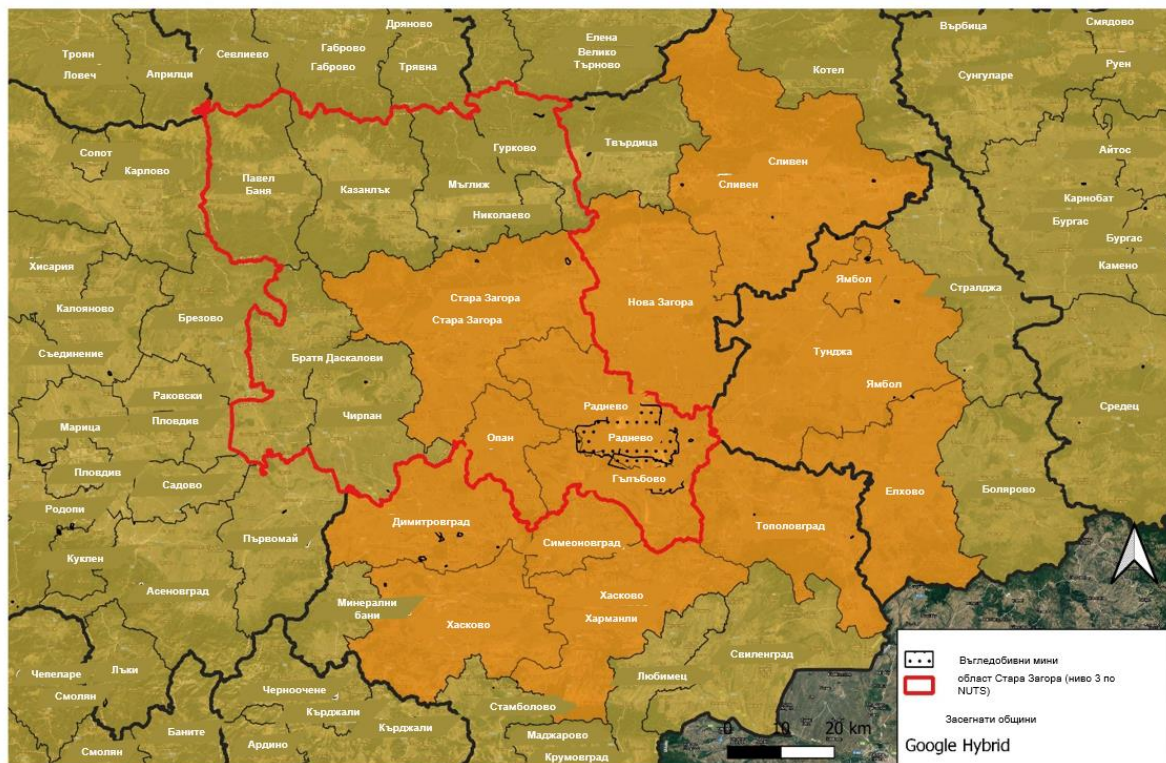 Дряново
Върбица
Смядово
Троян
Севлиево
Габрово
Елена
Ловеч
Априлци
Габрово
Трявна
Велико
Търново
Котел
Сунгуларе
Руен
Сопот
Карлово
Павел
Баня
Казанлък
Мъглиж
Гурково
Николаево
Твърдица
Сливен
Сливен
Айтос
Карнобат
Бургас
Бургас
Камено
Хисария
Калояново
Брезово
Съединение
Стара Загора
Стара Загора
Нова Загора
Ямбол
Стралджа
Тунджа
Ямбол
Братя Даскалови
Чирпан
Раковски
Марица
Пловдив
Пловдив
Садово
Родопи
Опан
Раднево
Раднево
Гълъбово
Средец
Болярово
Елхово
Тополовград
Първомай
Куклен
Асеновград
Димитровград
Симеоновград
Минерални
бани
Хасково
Хасково
Харманли
Свиленград
Любимец
Лъки
Чепеларе
Смолян
Черноочене
Кърджали
Кърджали
Стамболово
Баните
Ардино
Маджарово
Смолян
Крумовград
0 10 20 km
Въгледобивни мини
област Стара Загора (ниво 3 по
NUTS)
Засегнати общини
Google Hybrid